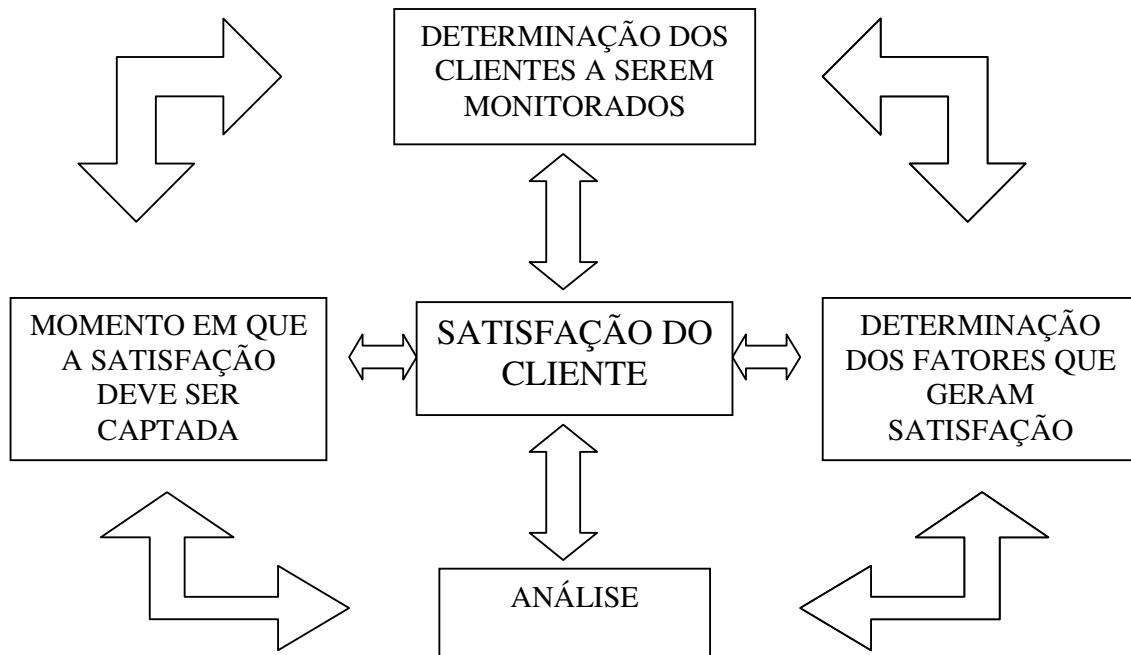 DETERMINAÇÃO DOS
CLIENTES A SEREM
MONITORADOS
MOMENTO EM QUE
A SATISFAÇÃO
DEVE SER
CAPTADA
SATISFAÇÃO DO
CLIENTE
DETERMINAÇÃO
DOS FATORES QUE
GERAM
SATISFAÇÃO
ANÁLISE